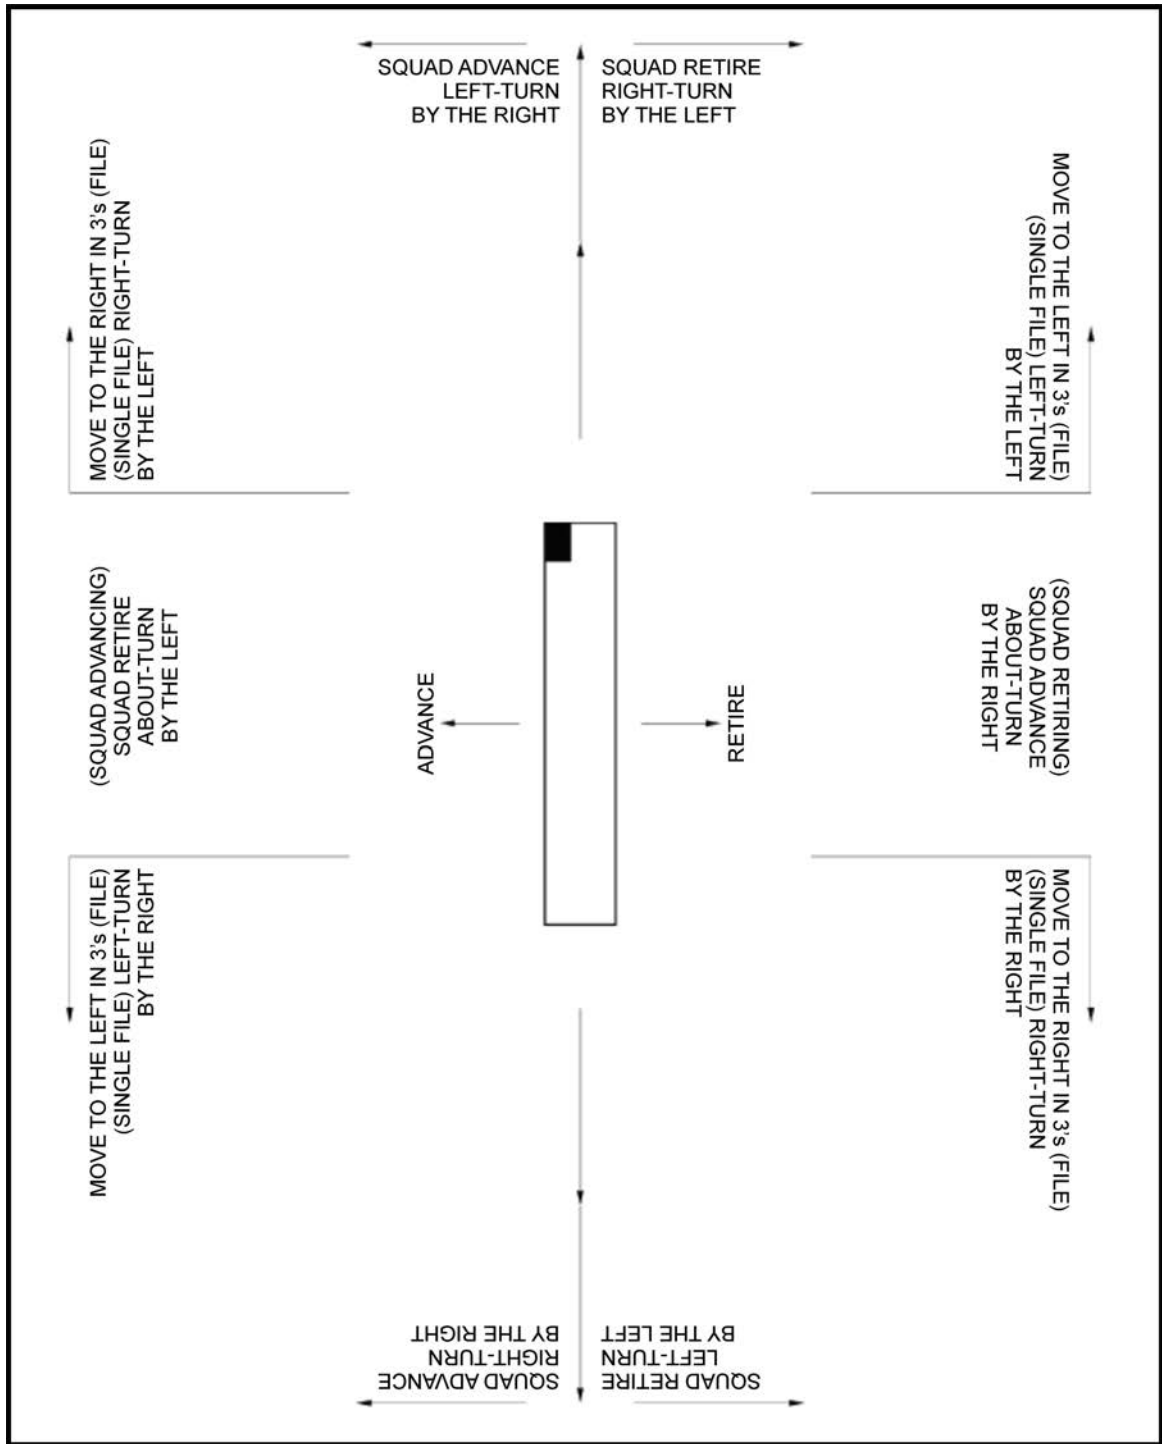 SQUAD ADVANCE
LEFT-TURN
BY THE RIGHT
SQUAD RETIRE
RIGHT-TURN
BY THE LEFT
MOVE TO THE RIGHT IN 3's (FILE)
(SINGLE FILE) RIGHT-TURN
BY THE LEFT
MOVE TO THE LEFT IN 3's (FILE)
(SINGLE FILE) LEFT-TURN
BY THE LEFT
(SQUAD ADVANCING)
SQUAD RETIRE
ABOUT-TURN
BY THE LEFT
ADVANCE
RETIRE
(SQUAD RETIRING)
SQUAD ADVANCE
ABOUT-TURN
BY THE RIGHT
MOVE TO THE LEFT IN 3's (FILE)
(SINGLE FILE) LEFT-TURN
BY THE RIGHT
MOVE TO THE RIGHT IN 3's (FILE)
(SINGLE FILE) RIGHT-TURN
BY THE RIGHT
SQUAD ADVANCE
RIGHT-TURN
BY THE RIGHT
SQUAD RETIRE
LEFT-TURN
BY THE LEFT